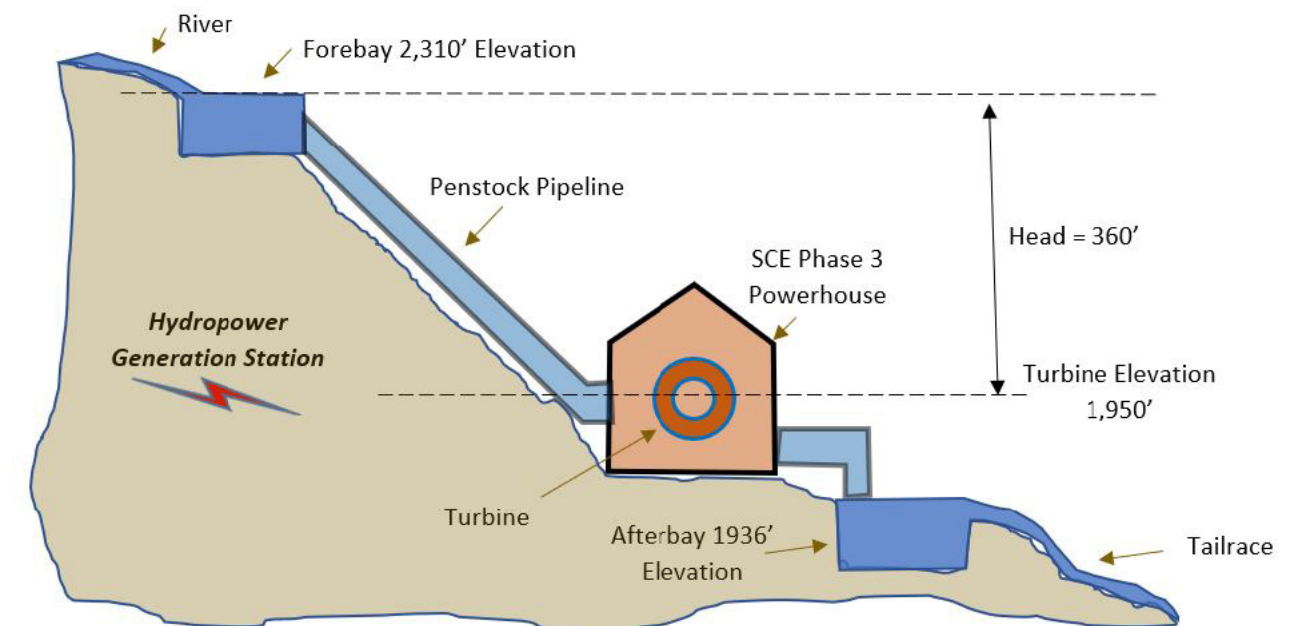 River
Forebay 2,310’ Elevation
Penstock Pipeline
Head = 360’
SCE Phase 3
Powerhouse
Hydropower
Generation Station
Turbine Elevation
1,950’
Turbine
Afterbay 1936’
Elevation
Tailrace